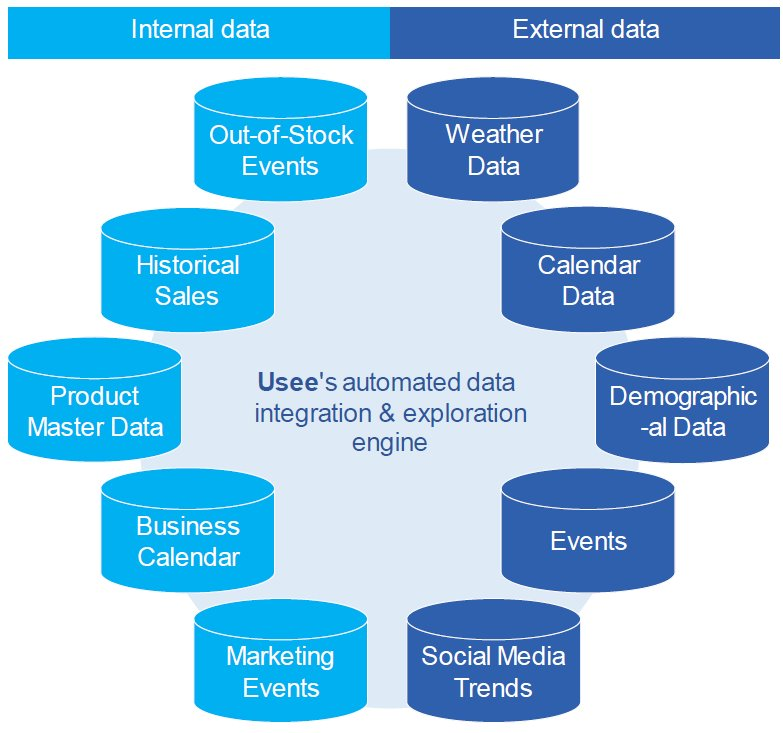 Internal data
External data
Out-of-Stock
Events
Weather
Data
Historical
Sales
Calendar
Data
Product
Master Data
Usee's automated data
integration & exploration
engine
Demographic
-al Data
Business
Calendar
Events
Marketing
Events
Social Media
Trends